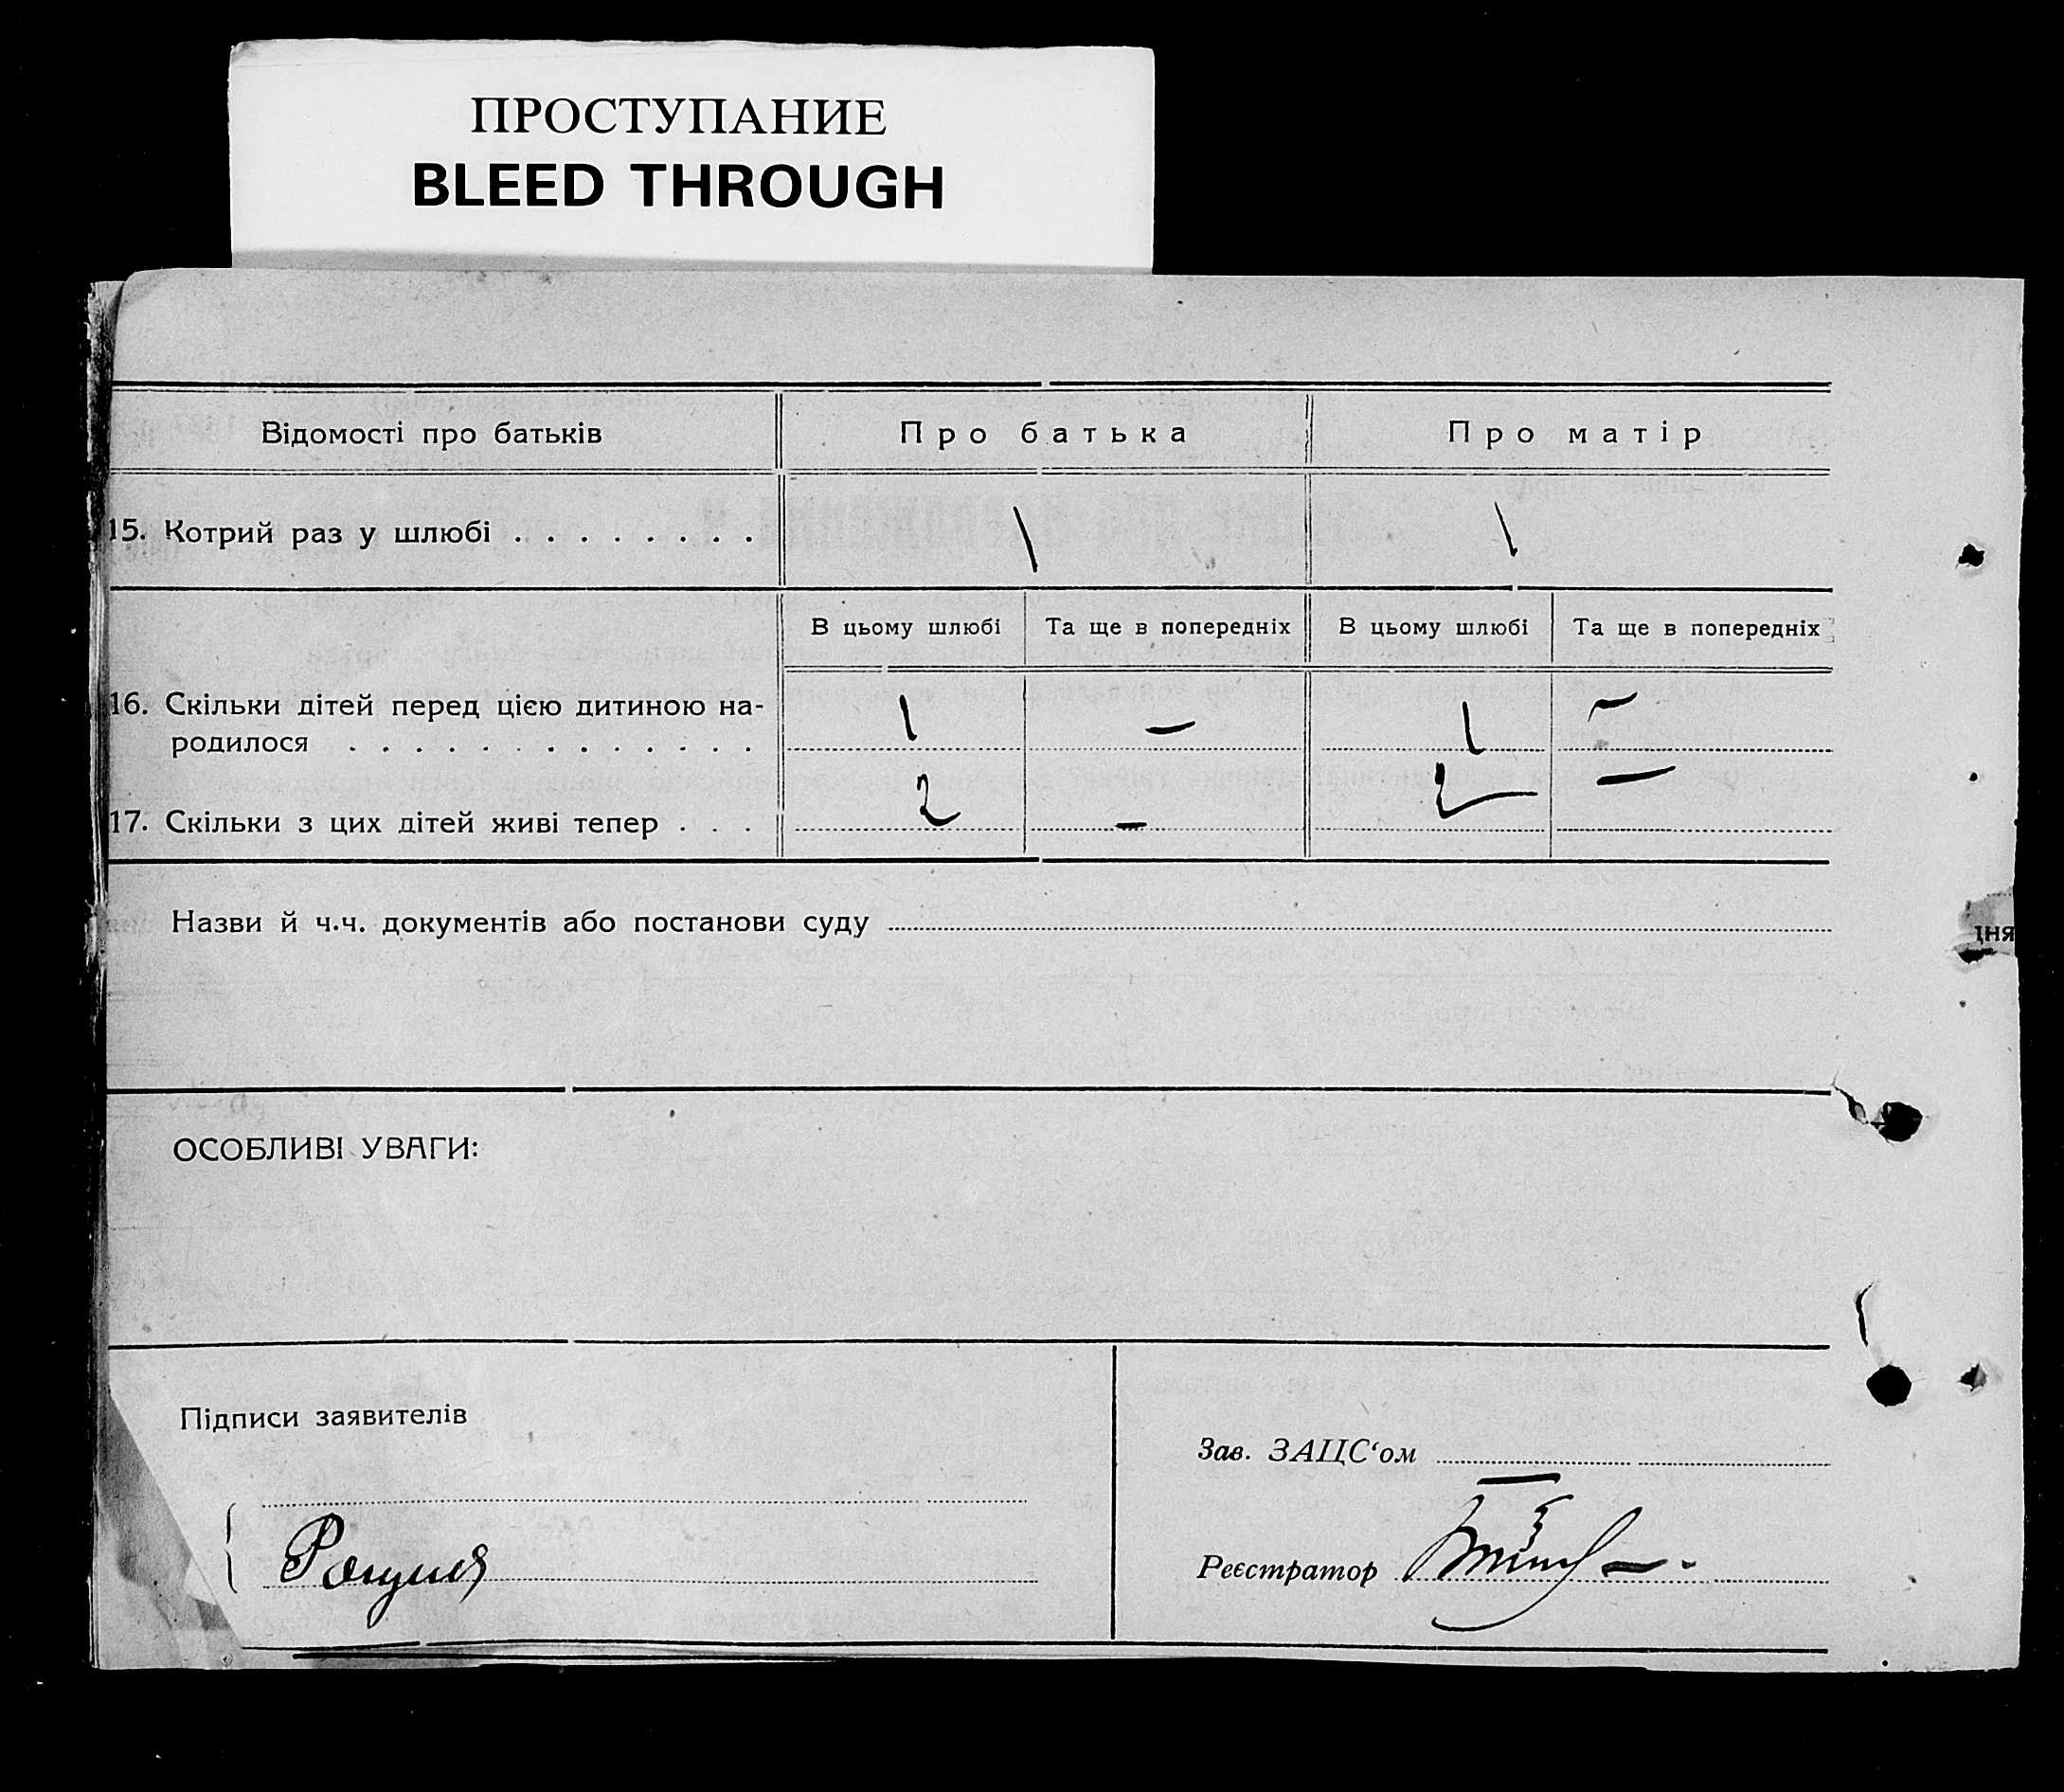 ПРОСТУПАНИЕ
BLEED THROUGH
Відомості про батьків Про батька Про матір
15. Котрий раз у шлюбі . . . . . . . . . \ \
В цьому шлюбі Та ще в попередніх В цьому шлюбі Та ще в попередніх
16. Скільки дітей перед цією дитиною на-
родилося . . . . . . . . . . . . . 1 — 1 —
17. Скільки з цих дітей живі тепер . . . 2 — 2 —
Назви й ч.ч. документів або постанови суду
дня
ОСОБЛИВІ УВАГИ:
Підписи заявителів
Зав. ЗАЦС‘ом
Реєстратор